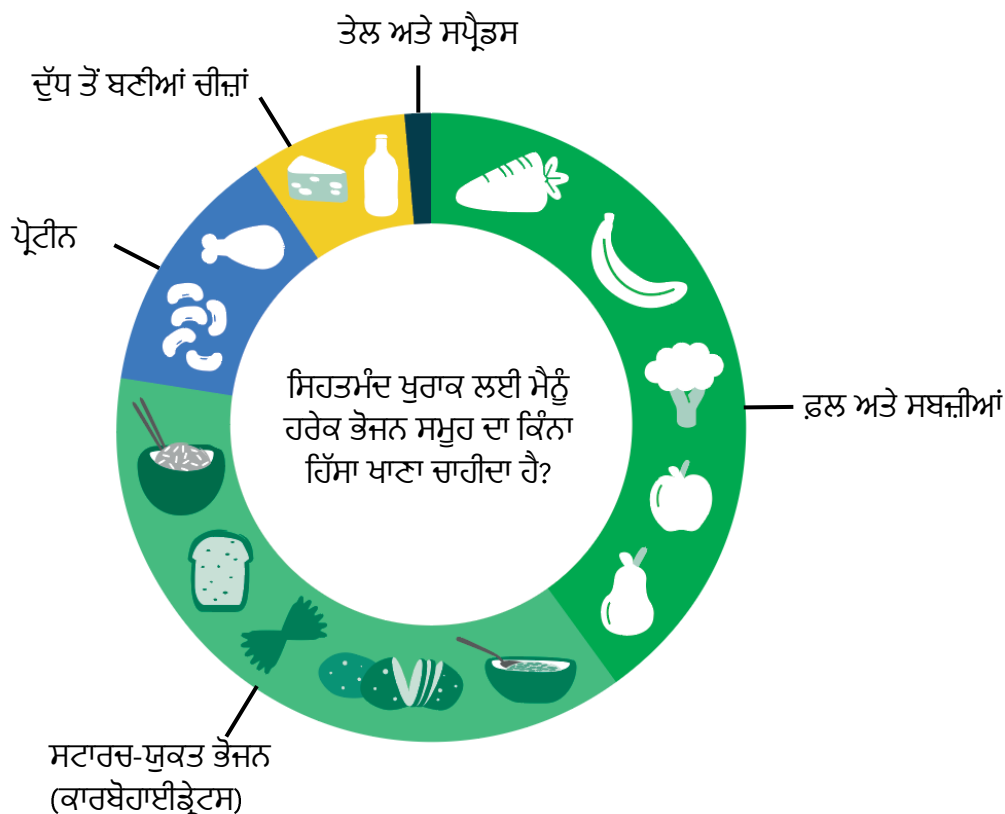 ਤੇਲ ਅਤੇ ਸਪ੍ਰੈਡਸ
ਦੁੱਧ ਤੋਂ ਬਣੀਆਂ ਚੀਜ਼ਾਂ
ਪ੍ਰੋਟੀਨ
ਸਿਹਤਮੰਦ ਖੁਰਾਕ ਲਈ ਮੈਨੂੰ
ਹਰੇਕ ਭੋਜਨ ਸਮੂਹ ਦਾ ਕਿੰਨਾ
ਹਿੱਸਾ ਖਾਣਾ ਚਾਹੀਦਾ ਹੈ?
ਫ਼ਲ ਅਤੇ ਸਬਜ਼ੀਆਂ
ਸਟਾਰਚ-ਯੁਕਤ ਭੋਜਨ
(ਕਾਰਬੋਹਾਈਡ੍ਰੇਟਸ)